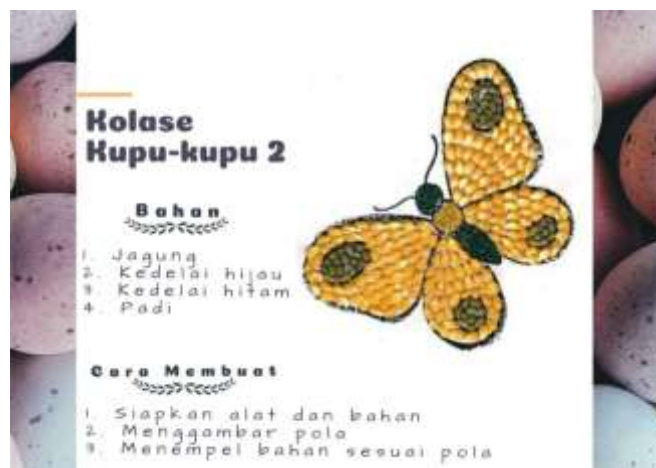 Kolase
Kupu-kupu 2
Bahan
1. Jagung
2. Kedelai hijau
3. Kedelai hitam
4. Padi
Cara Membuat
1. Siapkan alat dan bahan
2. Menggambar pola
3. Menempel bahan sesuai pola